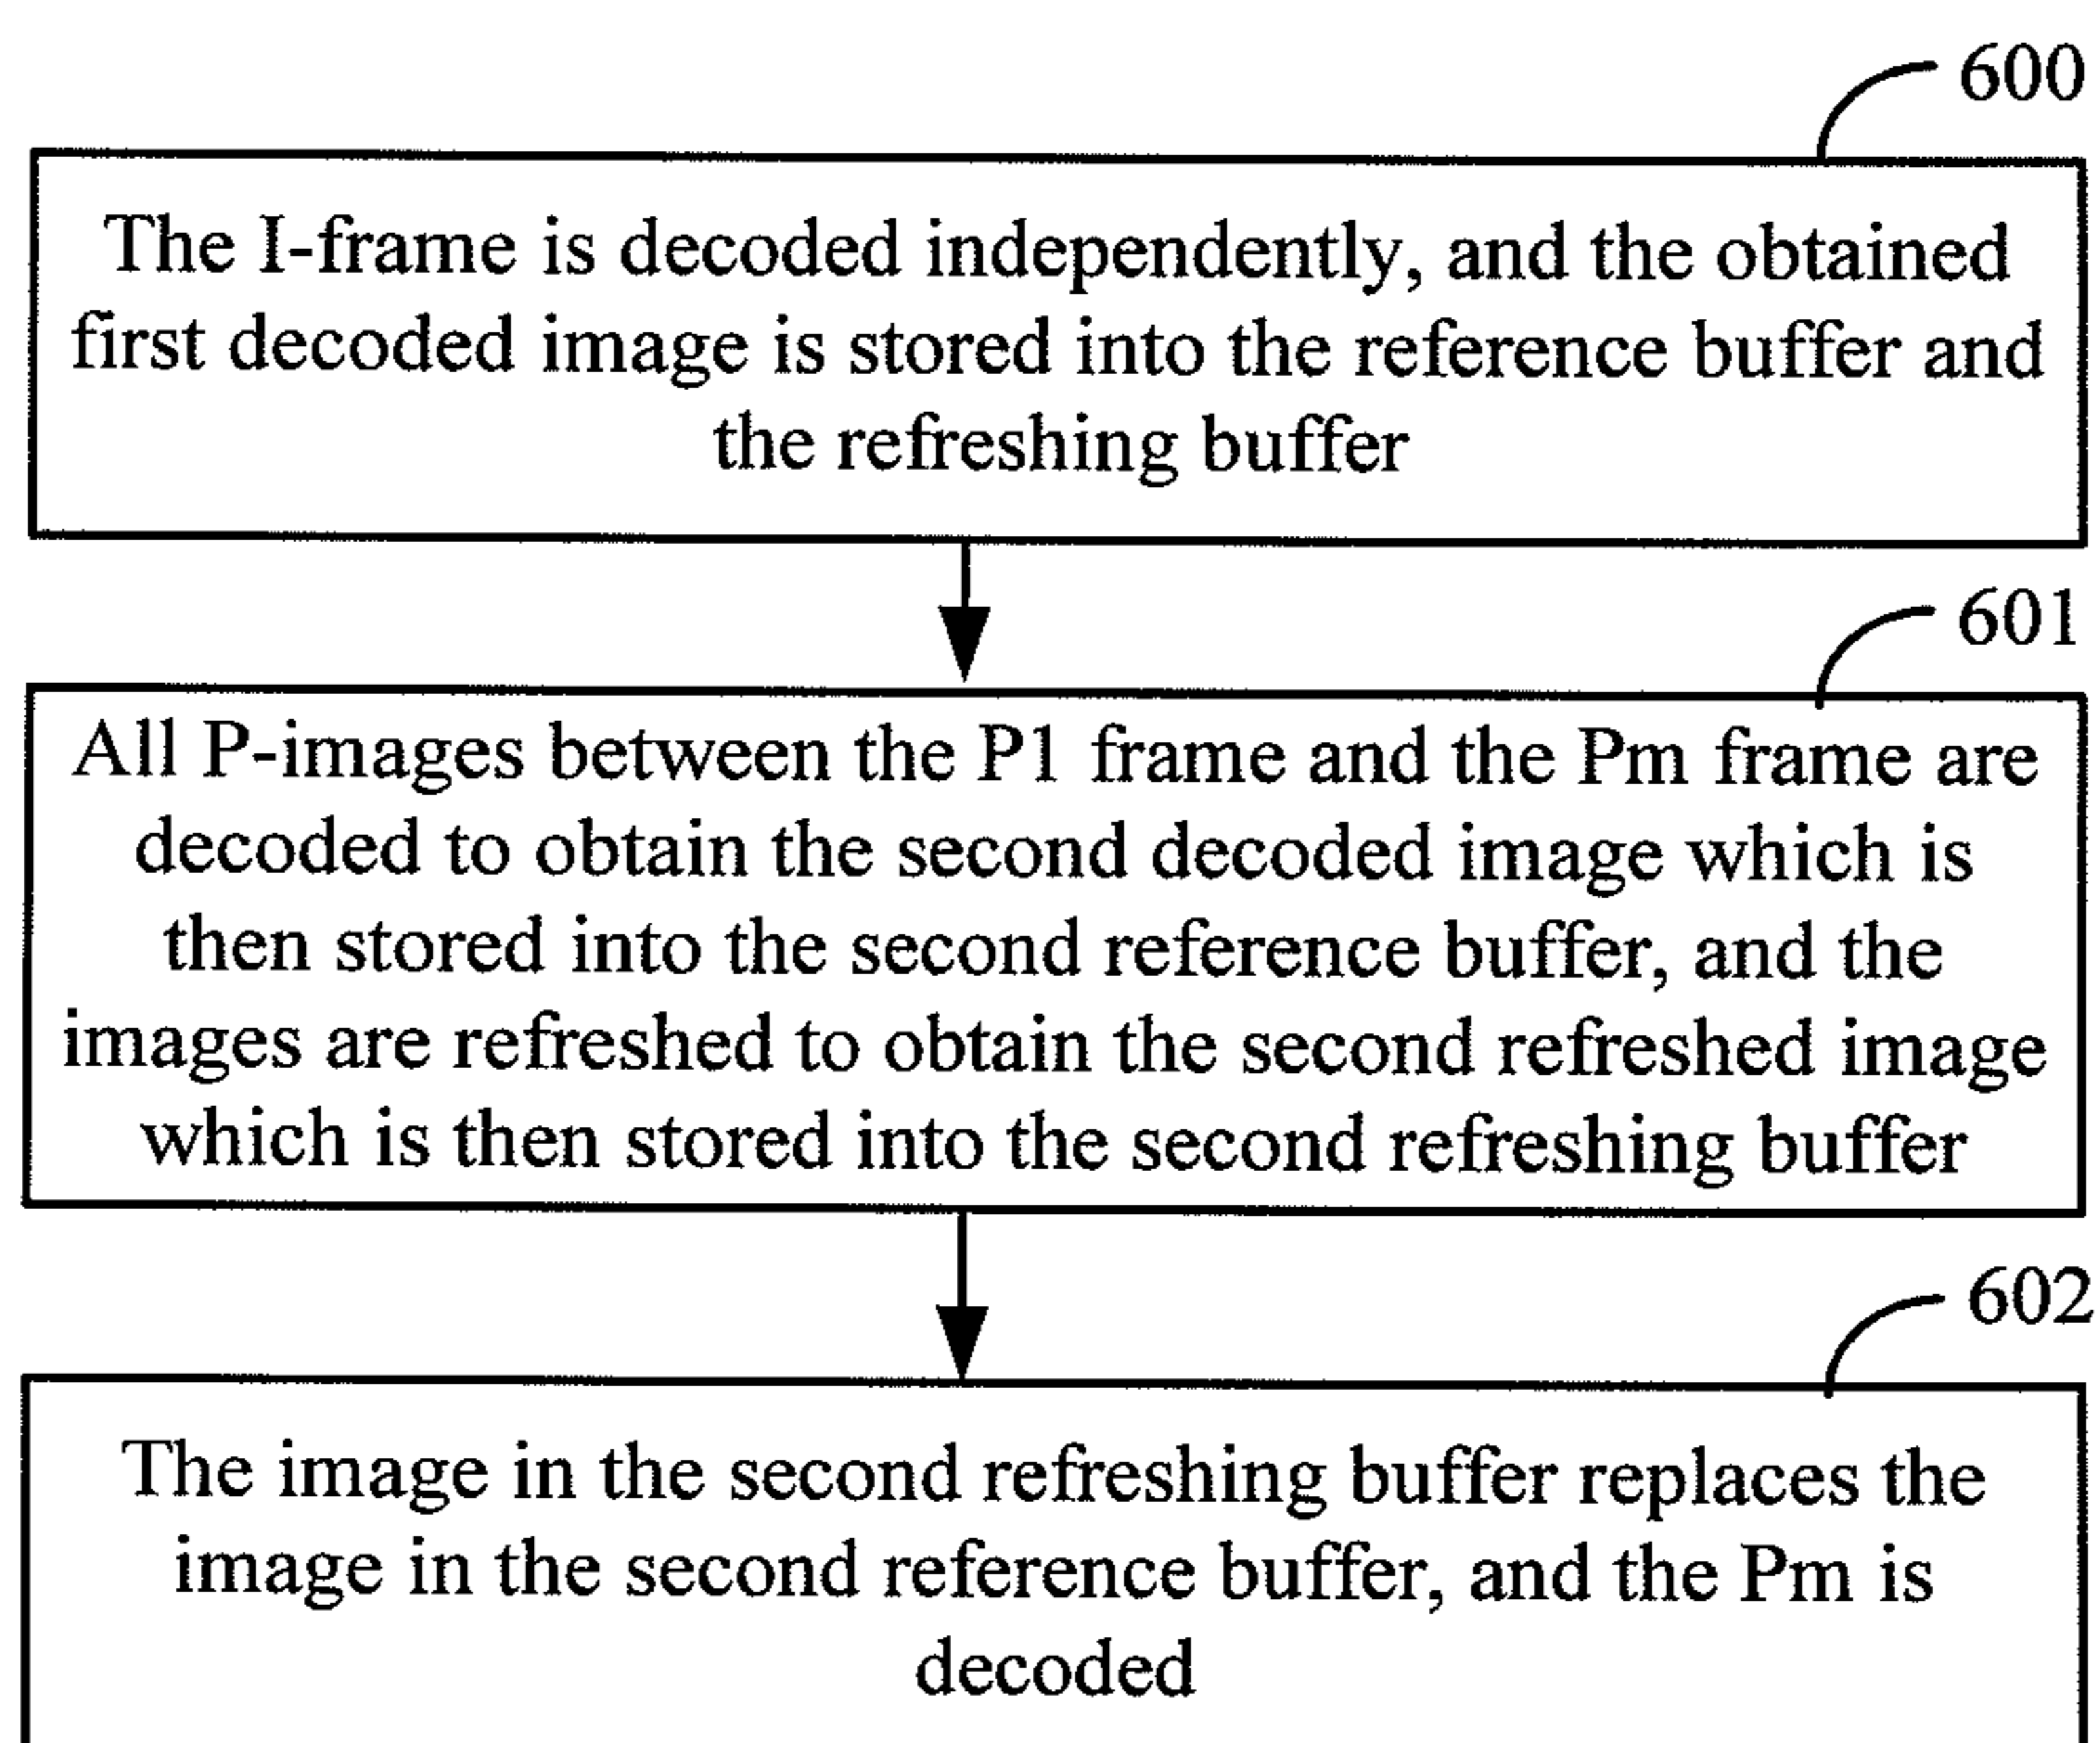 600
The I-frame is decoded independently, and the obtained
first decoded image is stored into the reference buffer and
the refreshing buffer
601
All P-images between the P1 frame and the Pm frame are
decoded to obtain the second decoded image which is
then stored into the second reference buffer, and the
images are refreshed to obtain the second refreshed image
which is then stored into the second refreshing buffer
602
The image in the second refreshing buffer replaces the
image in the second reference buffer, and the Pm is
decoded